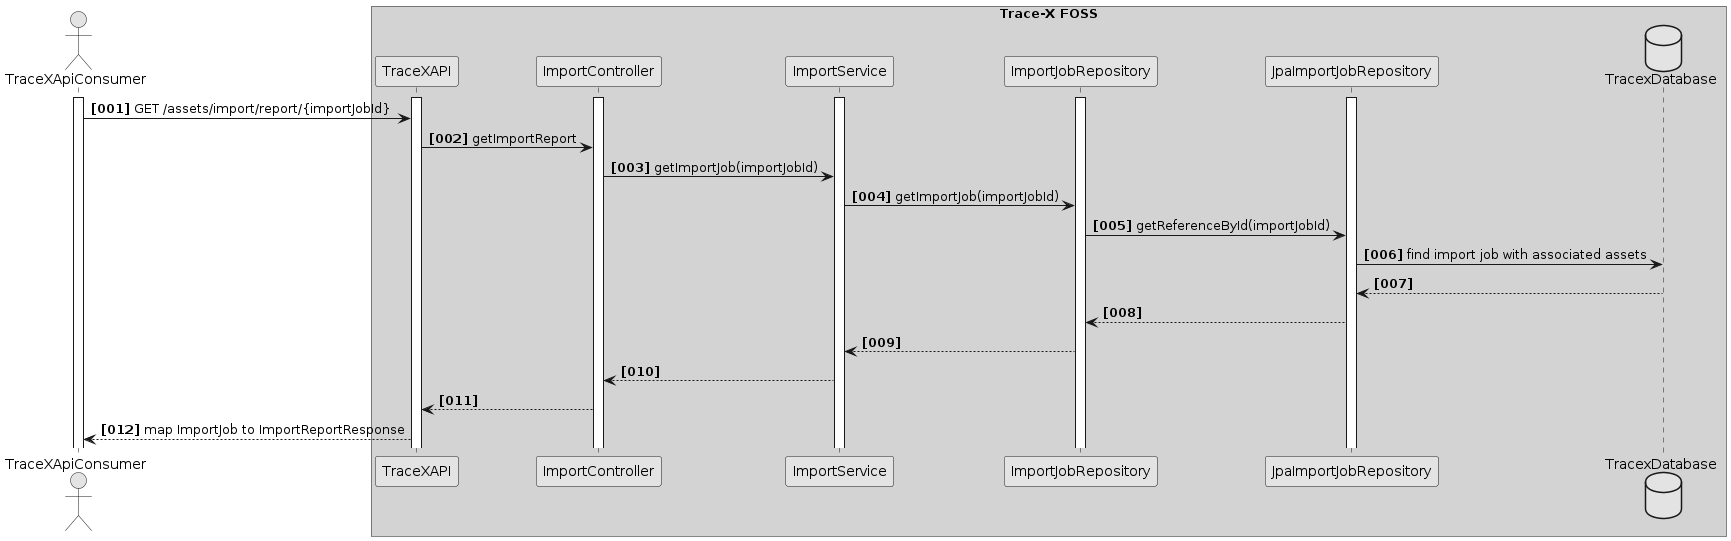 Trace-X FOSS
TraceXApiConsumer
TraceXAPI
ImportController
ImportService
ImportJobRepository
JpaImportJobRepository
TracexDatabase
[001] GET /assets/import/report/{importJobId}
[002] getImportReport
[003] getImportJob(importJobId)
[004] getImportJob(importJobId)
[005] getReferenceById(importJobId)
[006] find import job with associated assets
[007]
[008]
[009]
[010]
[011]
[012] map ImportJob to ImportReportResponse
TraceXApiConsumer
TraceXAPI
ImportController
ImportService
ImportJobRepository
JpaImportJobRepository
TracexDatabase